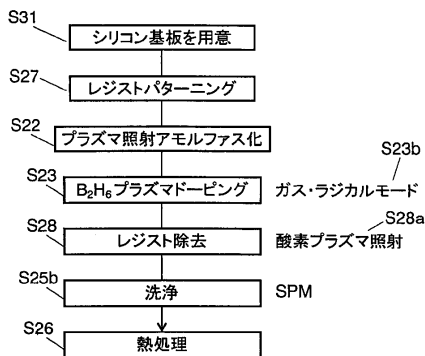 S31
シリコン基板を用意
S27
レジストパターニング
S22
プラズマ照射アモルファス化
S23b
S23
B₂H₆プラズマドーピング ガス・ラジカルモード
S28a
S28
レジスト除去 酸素プラズマ照射
S25b
洗浄 SPM
S26
熱処理